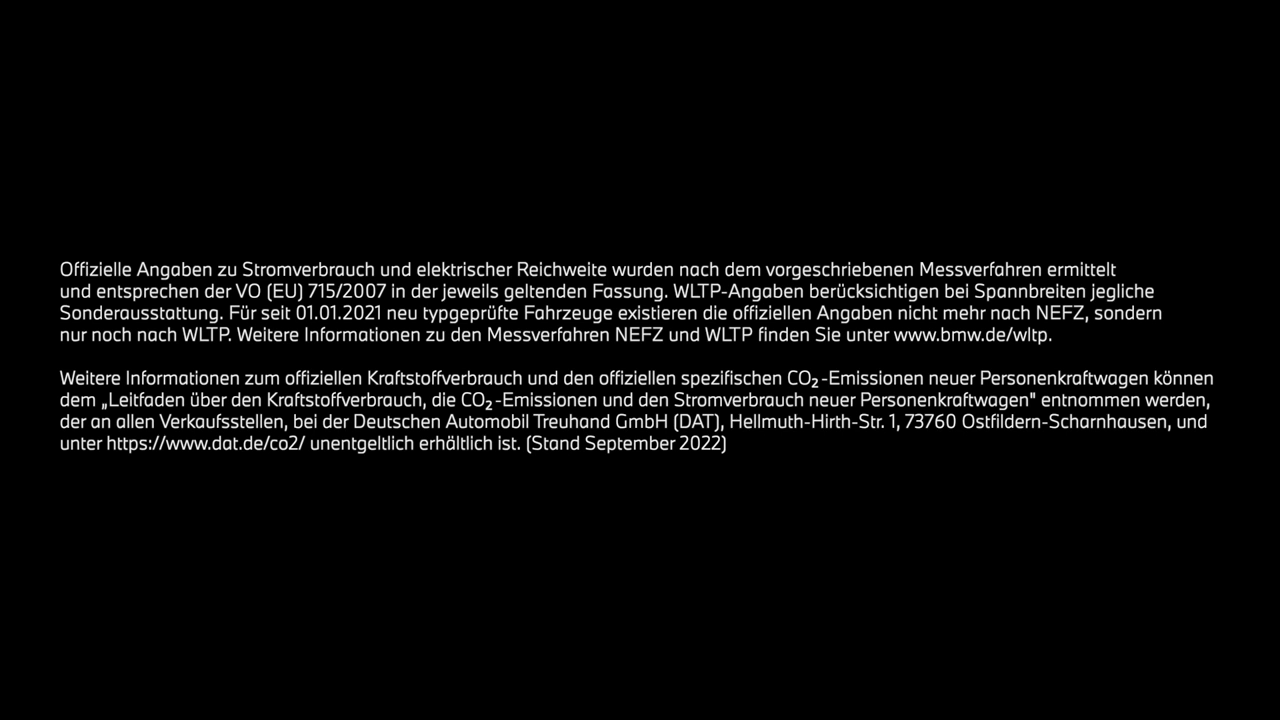 Offizielle Angaben zu Stromverbrauch und elektrischer Reichweite wurden nach dem vorgeschriebenen Messverfahren ermittelt
und entsprechen der VO (EU) 715/2007 in der jeweils geltenden Fassung. WLTP-Angaben berücksichtigen bei Spannbreiten jegliche
Sonderausstattung. Für seit 01.01.2021 neu typgeprüfte Fahrzeuge existieren die offiziellen Angaben nicht mehr nach NEFZ, sondern
nur noch nach WLTP. Weitere Informationen zu den Messverfahren NEFZ und WLTP finden Sie unter www.bmw.de/wltp.
Weitere Informationen zum offiziellen Kraftstoffverbrauch und den offiziellen spezifischen CO₂-Emissionen neuer Personenkraftwagen können
dem „Leitfaden über den Kraftstoffverbrauch, die CO₂-Emissionen und den Stromverbrauch neuer Personenkraftwagen" entnommen werden,
der an allen Verkaufsstellen, bei der Deutschen Automobil Treuhand GmbH (DAT), Hellmuth-Hirth-Str. 1, 73760 Ostfildern-Scharnhausen, und
unter https://www.dat.de/co2/ unentgeltlich erhältlich ist. (Stand September 2022)